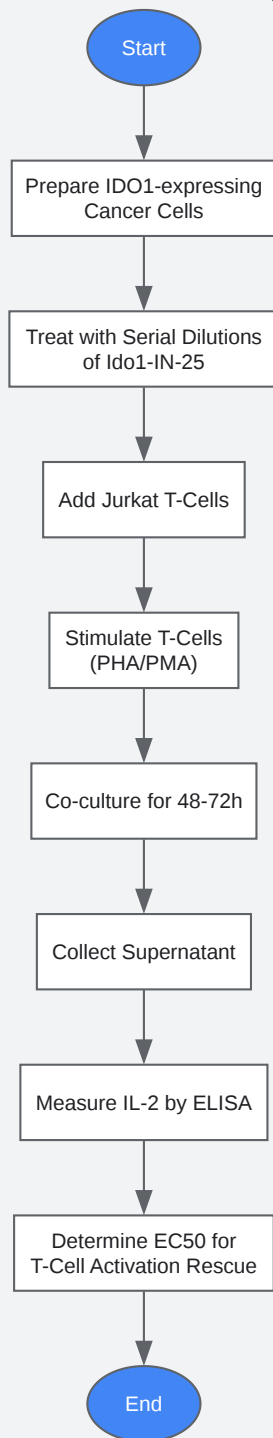 Start
Prepare IDO1-expressing
Cancer Cells
Treat with Serial Dilutions
of Ido1-IN-25
Add Jurkat T-Cells
Stimulate T-Cells
(PHA/PMA)
Co-culture for 48-72h
Collect Supernatant
Measure IL-2 by ELISA
Determine EC50 for
T-Cell Activation Rescue
End